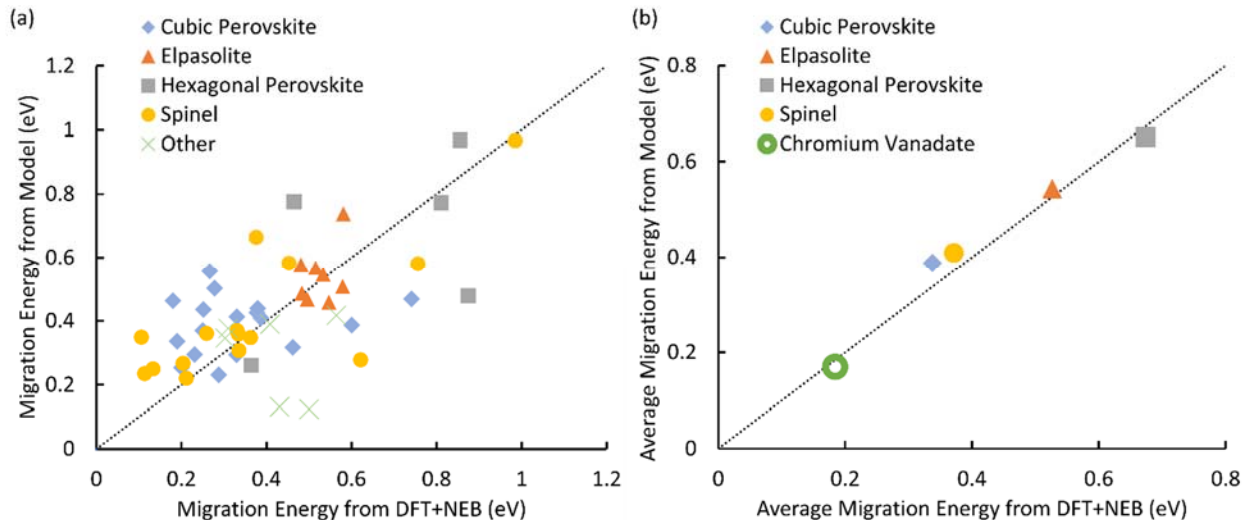 (a)
Cubic Perovskite
Elpasolite
Hexagonal Perovskite
Spinel
Other
Migration Energy from Model (eV)
1.2
1
0.8
0.6
0.4
0.2
0
0
0.2
0.4
0.6
0.8
1
1.2
Migration Energy from DFT+NEB (eV)
(b)
Cubic Perovskite
Elpasolite
Hexagonal Perovskite
Spinel
Chromium Vanadate
Average Migration Energy from Model (eV)
0.8
0.6
0.4
0.2
0
0
0.2
0.4
0.6
0.8
Average Migration Energy from DFT+NEB (eV)